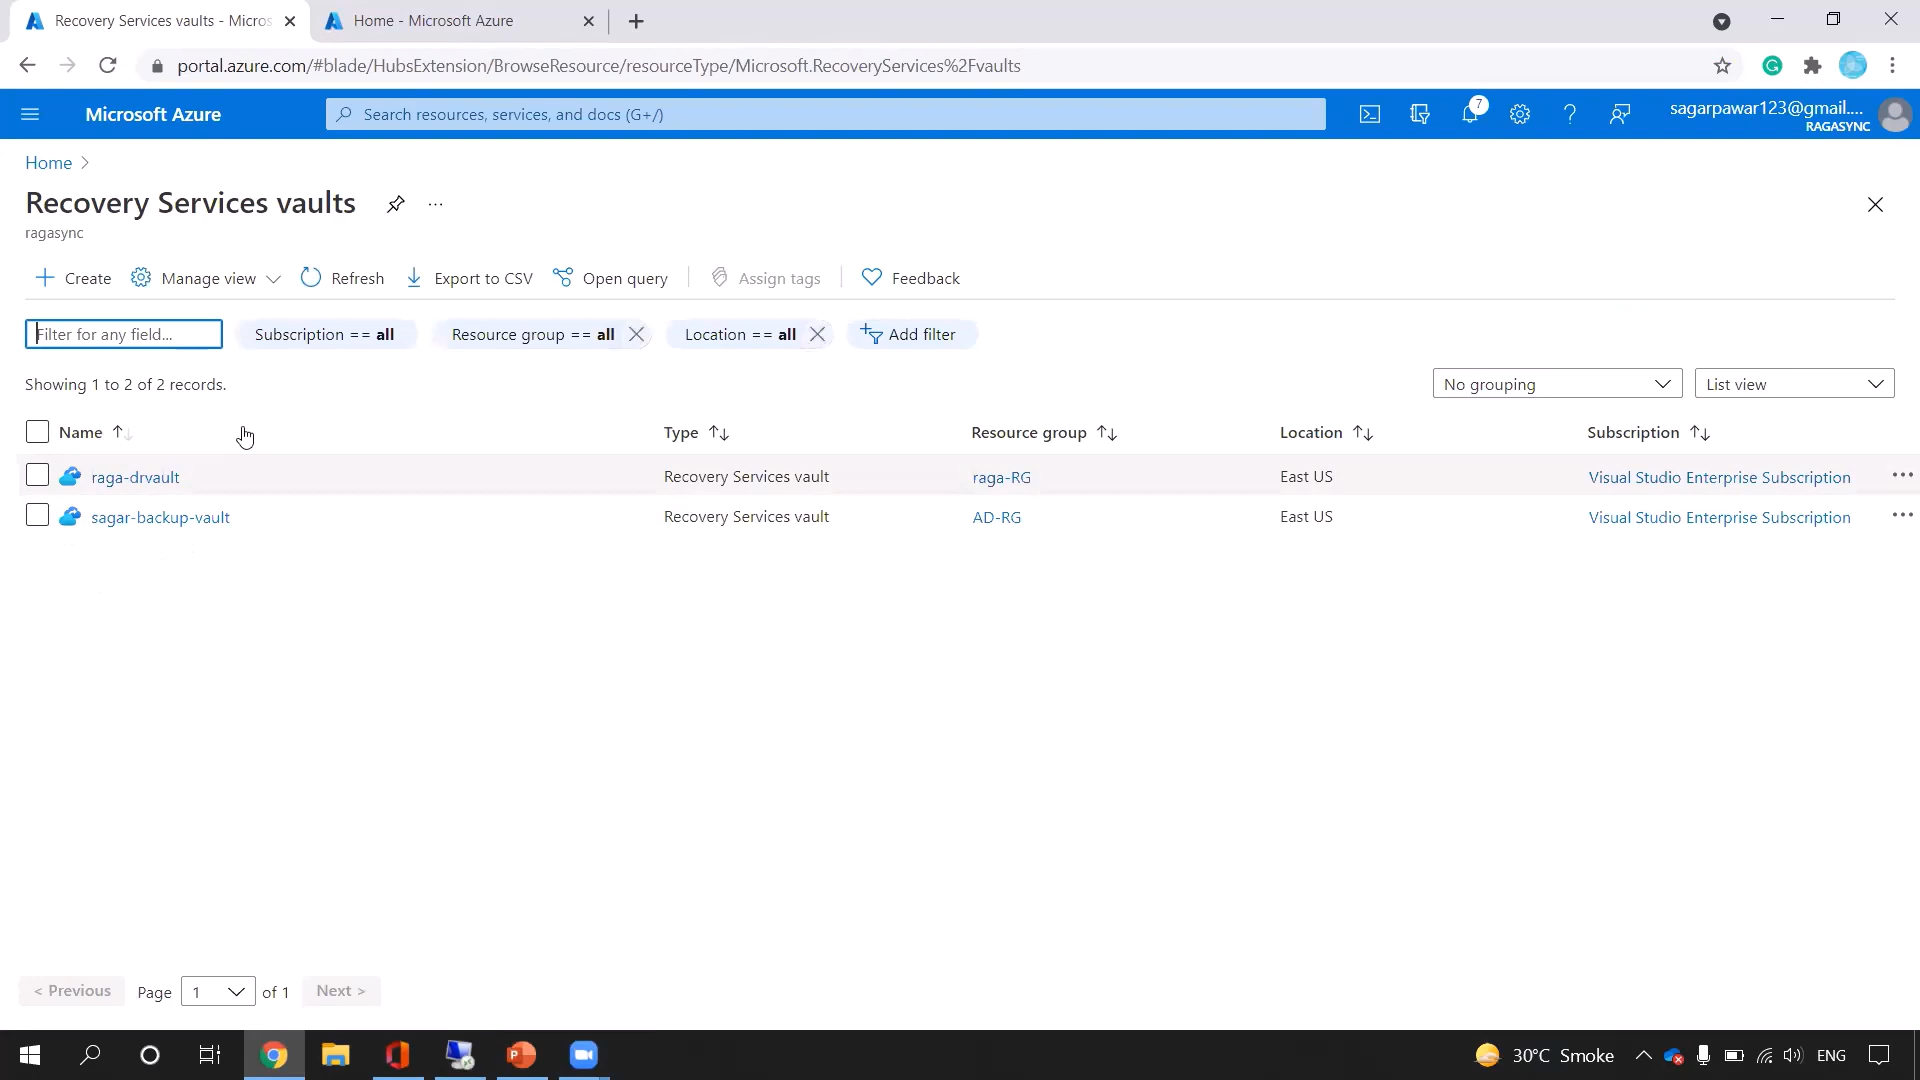 Recovery Services vaults - Micros
Home - Microsoft Azure
portal.azure.com/#blade/HubsExtension/BrowseResource/resourceType/Microsoft.RecoveryServices%2Fvaults
Microsoft Azure
Search resources, services, and docs (G+/)
7
sagarpawar123@gmail....
RAGASYNC
Home
Recovery Services vaults
ragasync
Create
Manage view
Refresh
Export to CSV
Open query
Assign tags
Feedback
Filter for any field...
Subscription == all
Resource group == all
Location == all
Add filter
Showing 1 to 2 of 2 records.
No grouping
List view
Name
Type
Resource group
Location
Subscription
raga-drvault
Recovery Services vault
raga-RG
East US
Visual Studio Enterprise Subscription
sagar-backup-vault
Recovery Services vault
AD-RG
East US
Visual Studio Enterprise Subscription
< Previous
Page
1
of 1
Next >
30°C Smoke
ENG